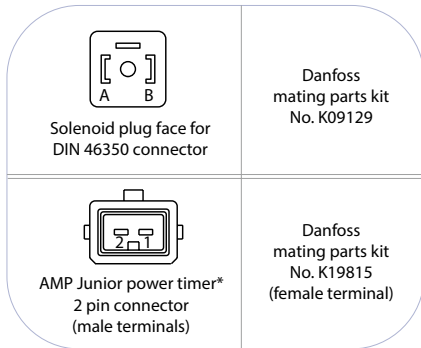 A B
Solenoid plug face for
DIN 46350 connector
Danfoss
mating parts kit
No. K09129
2 1
AMP Junior power timer*
2 pin connector
(male terminals)
Danfoss
mating parts kit
No. K19815
(female terminal)